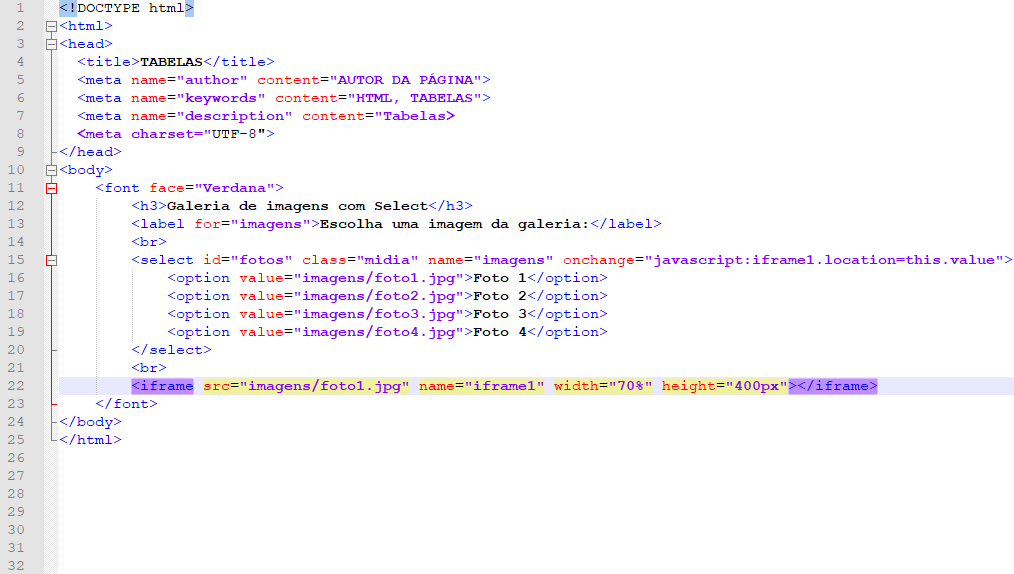 1 <!DOCTYPE html>
2 <html>
3 <head>
4 <title>TABELAS</title>
5 <meta name="author" content="AUTOR DA PÁGINA">
6 <meta name="keywords" content="HTML, TABELAS">
7 <meta name="description" content="Tabelas>
8 <meta charset="UTF-8">
9 </head>
10 <body>
11 <font face="Verdana">
12 <h3>Galeria de imagens com Select</h3>
13 <label for="imagens">Escolha uma imagem da galeria:</label>
14 <br>
15 <select id="fotos" class="midia" name="imagens" onchange="javascript:iframe1.location=this.value">
16 <option value="imagens/foto1.jpg">Foto 1</option>
17 <option value="imagens/foto2.jpg">Foto 2</option>
18 <option value="imagens/foto3.jpg">Foto 3</option>
19 <option value="imagens/foto4.jpg">Foto 4</option>
20 </select>
21 <br>
22 <iframe src="imagens/foto1.jpg" name="iframe1" width="70%" height="400px"></iframe>
23 </font>
24 </body>
25 </html>
26
27
28
29
30
31
32